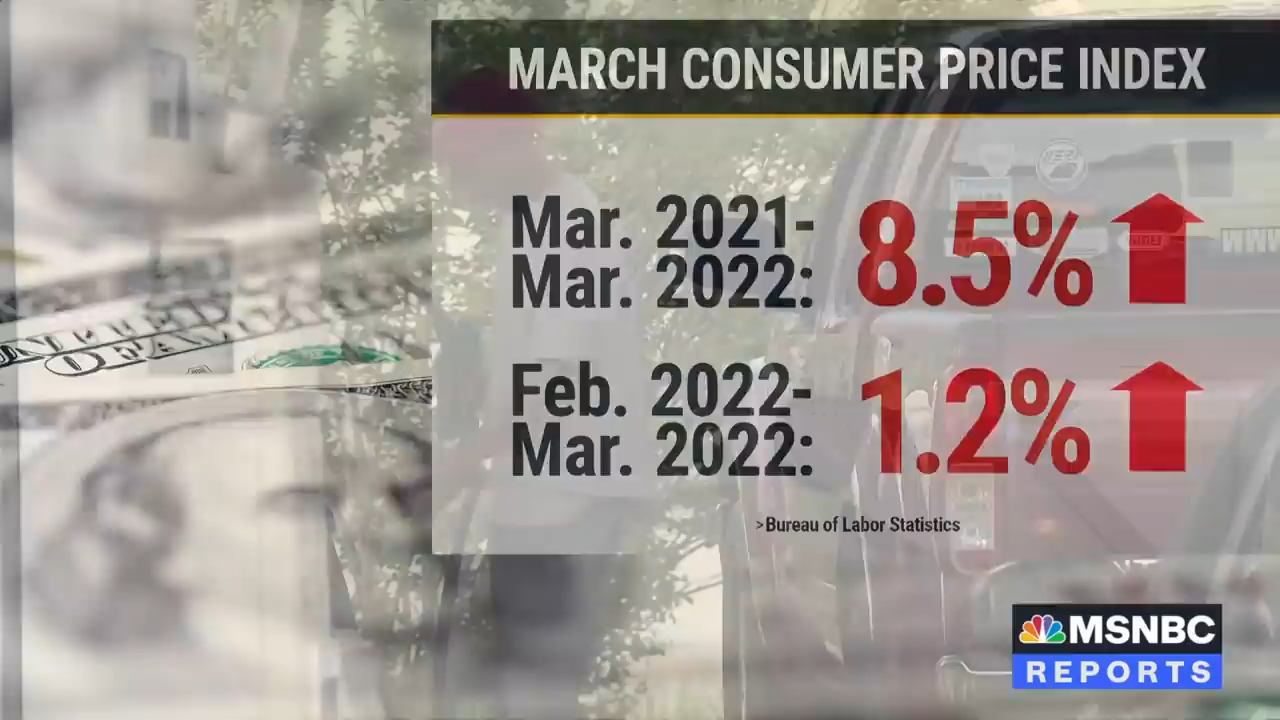 MARCH CONSUMER PRICE INDEX
Mar. 2021-
Mar. 2022:
8.5%
Feb. 2022-
Mar. 2022:
1.2%
>Bureau of Labor Statistics
MSNBC
REPORTS